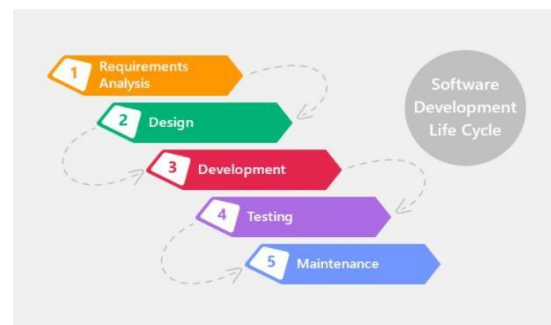 1
Requirements
Analysis
2
Design
3
Development
4
Testing
5
Maintenance
Software
Development
Life Cycle